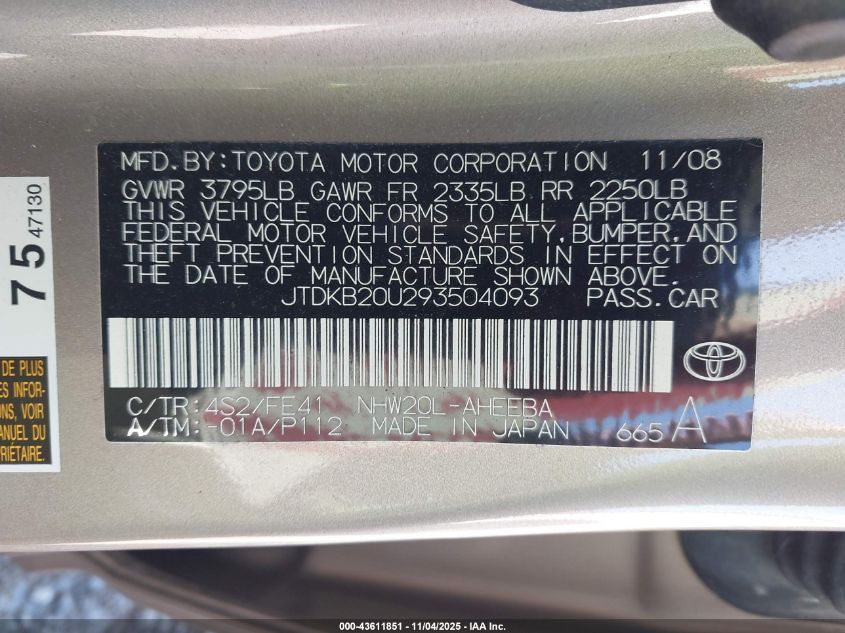 MFD.BY:TOYOTA MOTOR CORPORATION 11/08
GVWR 3795LB GAWR FR 2335LB RR 2250LB
THIS VEHICLE CONFORMS TO ALL APPLICABLE
FEDERAL MOTOR VEHICLE SAFETY,BUMPER,AND
THEFT PREVENTION STANDARDS IN EFFECT ON
THE DATE OF MANUFACTURE SHOWN ABOVE.
JTDKB20U293504093 PASS.CAR
C/TR:4S2/FE41 NHW20L-AHEEBA
A/TM:-01A/P112 MADE IN JAPAN 665 A
75 47130
DE PLUS
ES INFOR-
ONS, VOIR
MANUEL DU
PRIÉTAIRE.
000-43611851 - 11/04/2025 - IAA Inc.